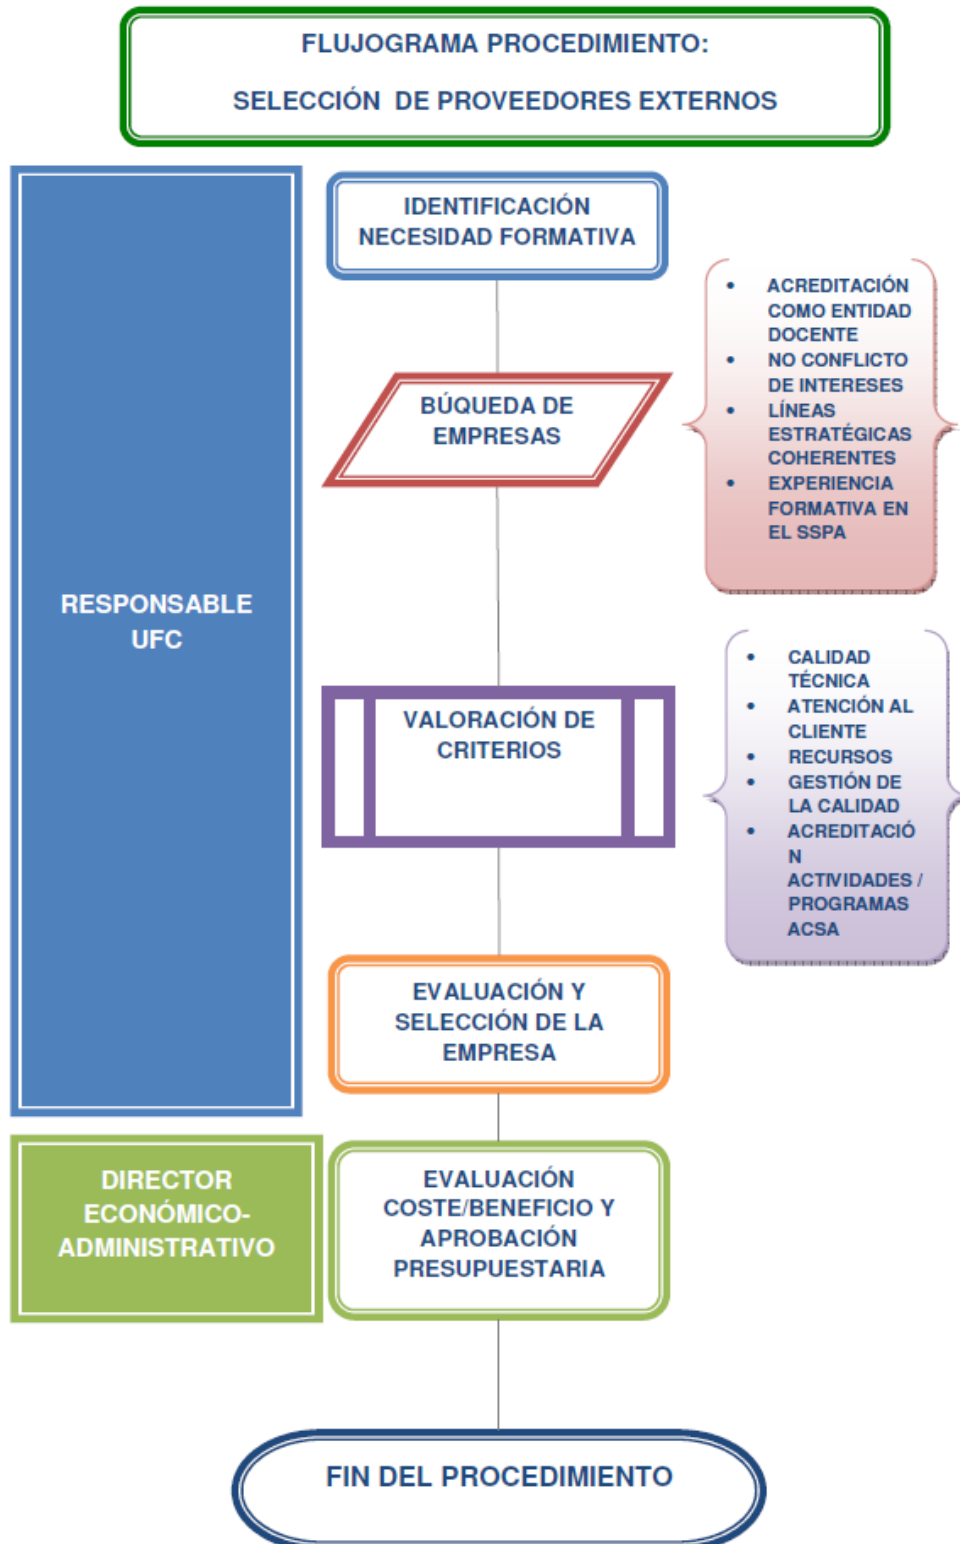 FLUJOGRAMA PROCEDIMIENTO:
SELECCIÓN DE PROVEEDORES EXTERNOS
IDENTIFICACIÓN
NECESIDAD FORMATIVA
• ACREDITACIÓN
COMO ENTIDAD
DOCENTE
• NO CONFLICTO
DE INTERESES
• LÍNEAS
ESTRATÉGICAS
COHERENTES
• EXPERIENCIA
FORMATIVA EN
EL SSPA
BÚQUEDA DE
EMPRESAS
RESPONSABLE
UFC
• CALIDAD
TÉCNICA
• ATENCIÓN AL
CLIENTE
• RECURSOS
• GESTIÓN DE
LA CALIDAD
• ACREDITACIÓ
N
ACTIVIDADES /
PROGRAMAS
ACSA
VALORACIÓN DE
CRITERIOS
EVALUACIÓN Y
SELECCIÓN DE LA
EMPRESA
DIRECTOR
ECONÓMICO-
ADMINISTRATIVO
EVALUACIÓN
COSTE/BENEFICIO Y
APROBACIÓN
PRESUPUESTARIA
FIN DEL PROCEDIMIENTO